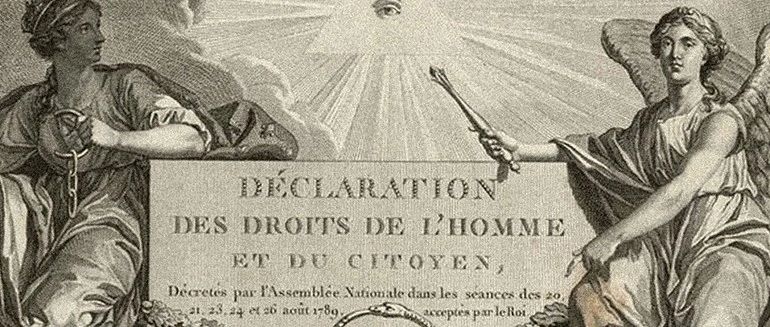 DÉCLARATION
DES DROITS DE L'HOMME
ET DU CITOYEN,
Décretés par l'Assemblée Nationale dans les séances des 20,
21, 23, 24 et 26 août 1789, acceptés par le Roi